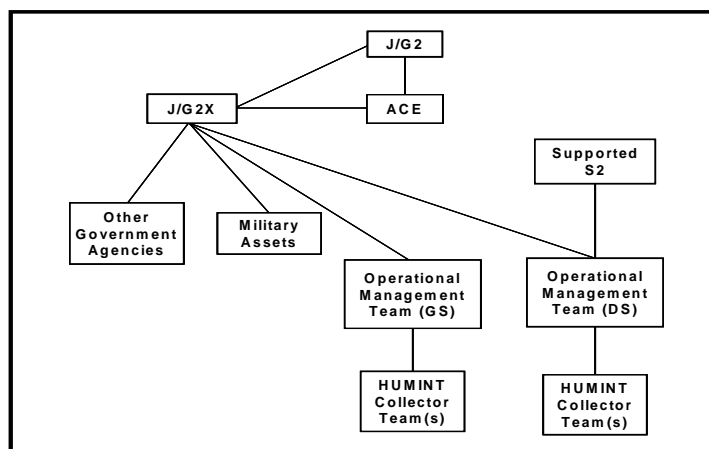 J/G2
J/G2X
ACE
Supported
S2
Other
Government
Agencies
Military
Assets
Operational
Management
Team (GS)
Operational
Management
Team (DS)
HUMINT
Collector
Team(s)
HUMINT
Collector
Team(s)